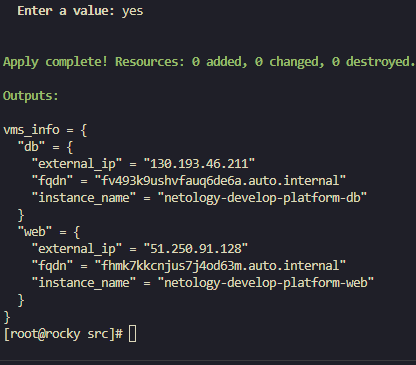 Enter a value: yes
Apply complete! Resources: 0 added, 0 changed, 0 destroyed.
Outputs:
vms_info = {
  "db" = {
    "external_ip" = "130.193.46.211"
    "fqdn" = "fv493k9ushvfauq6de6a.auto.internal"
    "instance_name" = "netology-develop-platform-db"
  }
  "web" = {
    "external_ip" = "51.250.91.128"
    "fqdn" = "fhmk7kkcnjus7j4od63m.auto.internal"
    "instance_name" = "netology-develop-platform-web"
  }
}
[root@rocky src]#